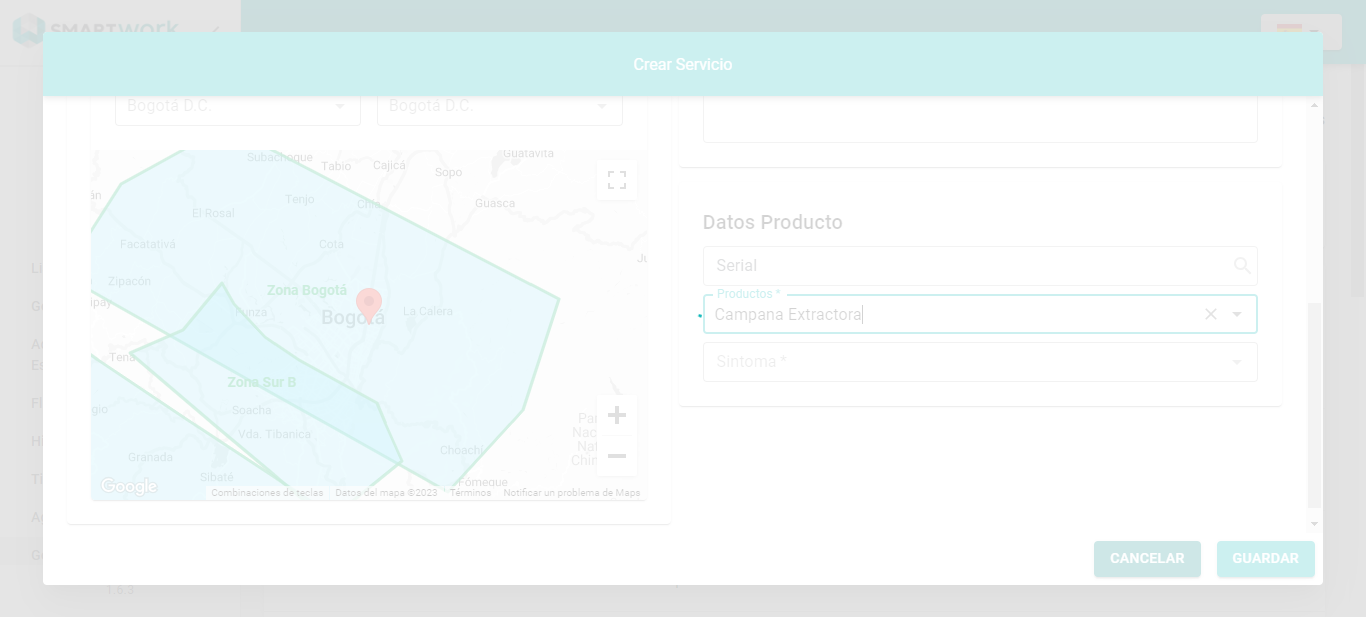 SMARTwork
Crear Servicio
Bogotá D.C.
Bogotá D.C.
Subachoque
Tabio
Cajicá
Sopo
Guatavita
Tenjo
Chía
Guasca
El Rosal
Facatativá
Cota
Zipacón
Zona Bogotá
Funza
Bogotá
La Calera
Tena
Zona Sur B
Soacha
Vda. Tibanica
Granada
Sibaté
Choachí
Fómeque
Google
Combinaciones de teclas
Datos del mapa ©2023
Términos
Notificar un problema de Maps
Datos Producto
Serial
Productos *
Campana Extractora
Sintoma *
CANCELAR
GUARDAR
1.6.3